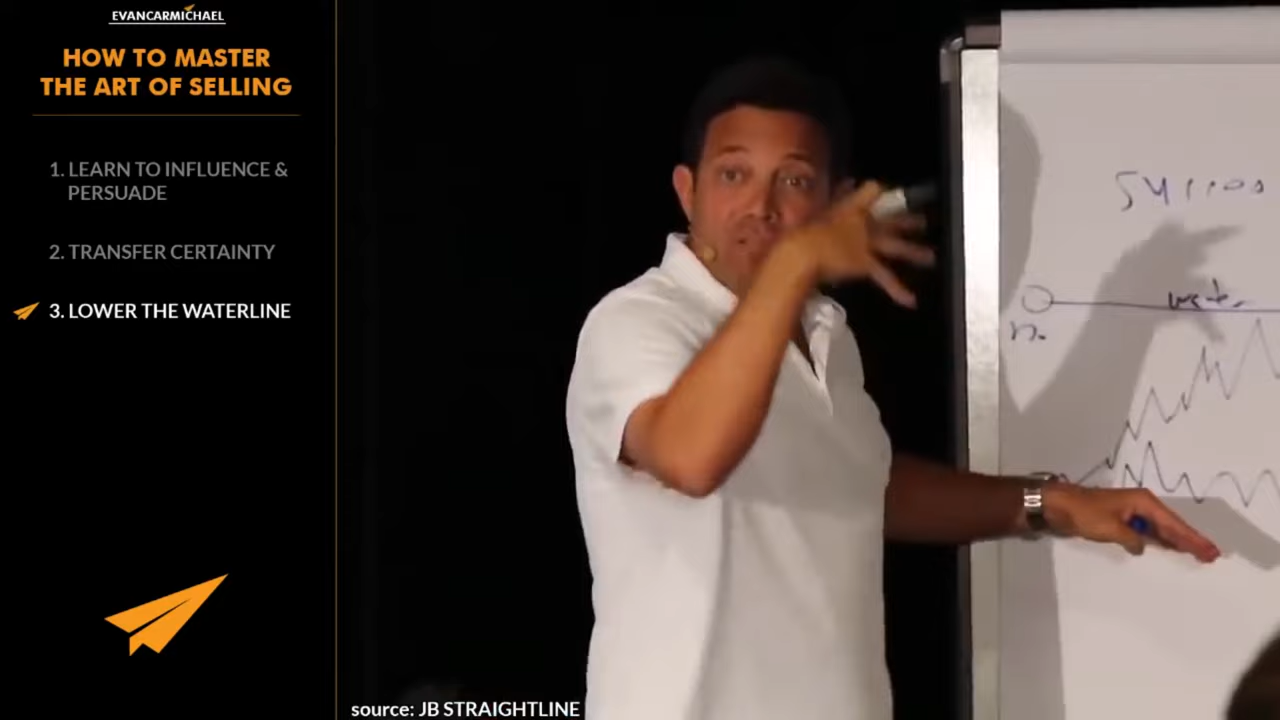 EVANCARMICHAEL
HOW TO MASTER
THE ART OF SELLING
1. LEARN TO INFLUENCE &
PERSUADE
2. TRANSFER CERTAINTY
3. LOWER THE WATERLINE
source: JB STRAIGHTLINE